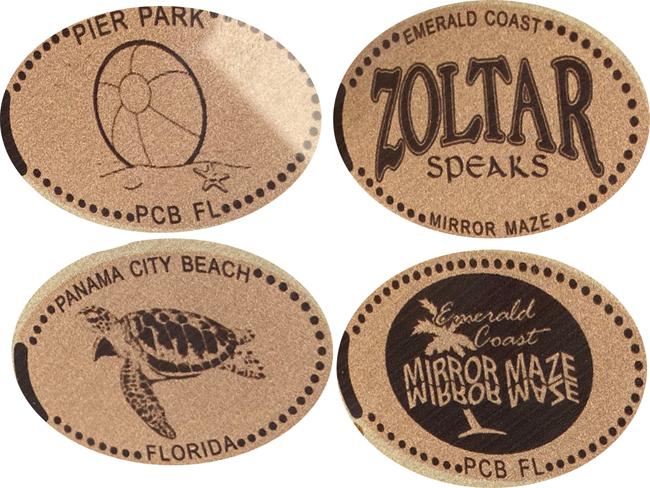 PIER PARK
PCB FL
EMERALD COAST
ZOLTAR
SPEAKS
MIRROR MAZE
PANAMA CITY BEACH
FLORIDA
Emerald
Coast
MIRROR MAZE
MIRROR MAZE
PCB FL